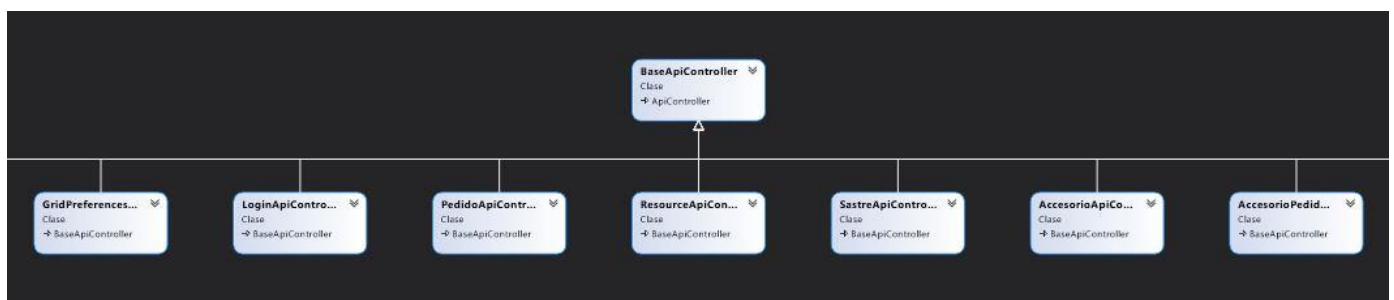 BaseApiController
Clase
ApiController
GridPreferences...
Clase
BaseApiController
LoginApiContro...
Clase
BaseApiController
PedidoApiContr...
Clase
BaseApiController
ResourceApiCon...
Clase
BaseApiController
SastreApiContro...
Clase
BaseApiController
AccesorioApiCo...
Clase
BaseApiController
AccesorioPedid...
Clase
BaseApiController